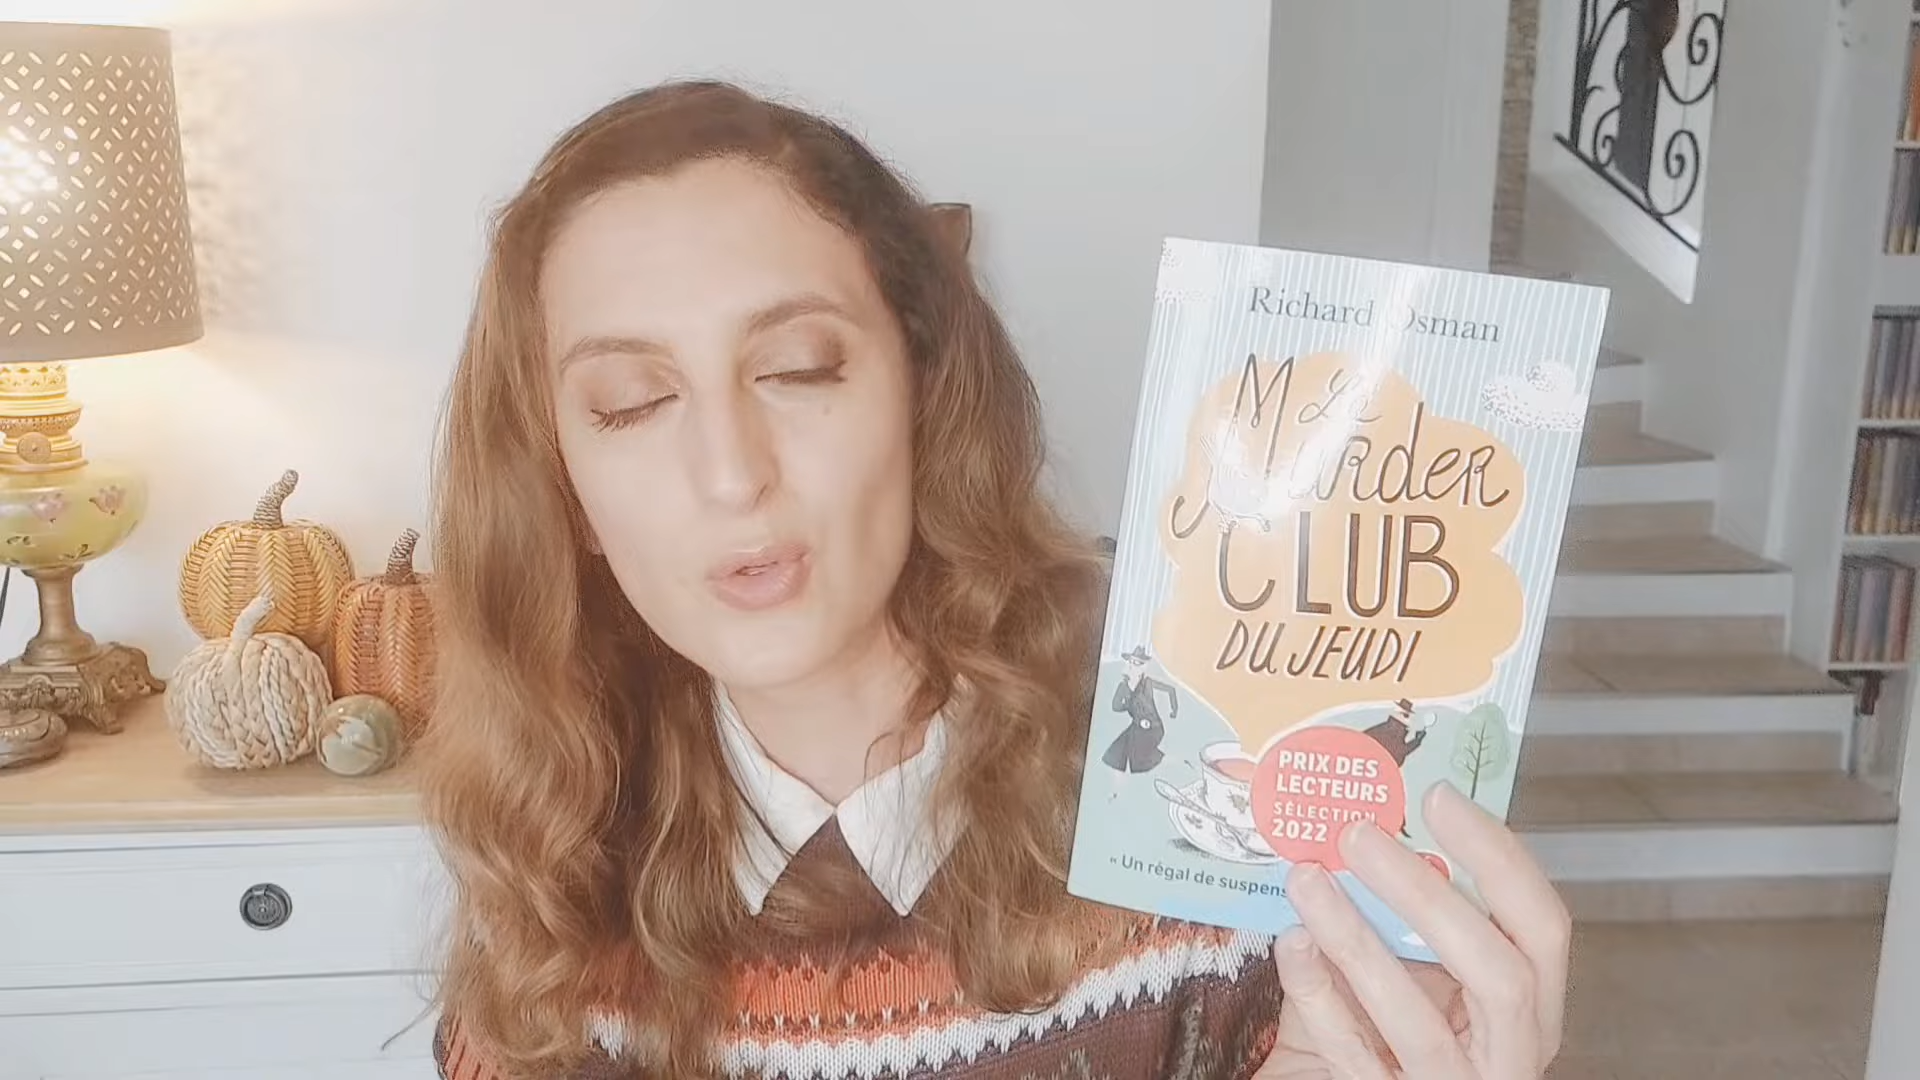 Richard Osman
Le
Murder
CLUB
DU JEUDI
PRIX DES
LECTEURS
SÉLECTION
2022
« Un régal de suspens